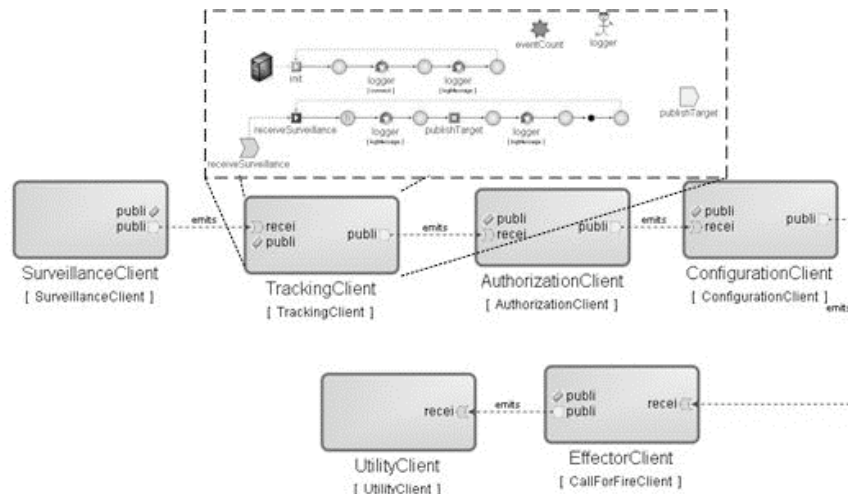 eventCount
logger
init
logger
[ connect ]
logger
[ logMessage ]
publishTarget
receiveSurveillance
logger
[ logMessage ]
publishTarget
logger
[ logMessage ]
receiveSurveillance
publi
publi
emits
recei
publi
publi
emits
publi
recei
publi
emits
publi
recei
publi
SurveillanceClient
[ SurveillanceClient ]
TrackingClient
[ TrackingClient ]
AuthorizationClient
[ AuthorizationClient ]
ConfigurationClient
[ ConfigurationClient ]
emits
recei
emits
publi
publi
recei
UtilityClient
[ UtilityClient ]
EffectorClient
[ CallForFireClient ]